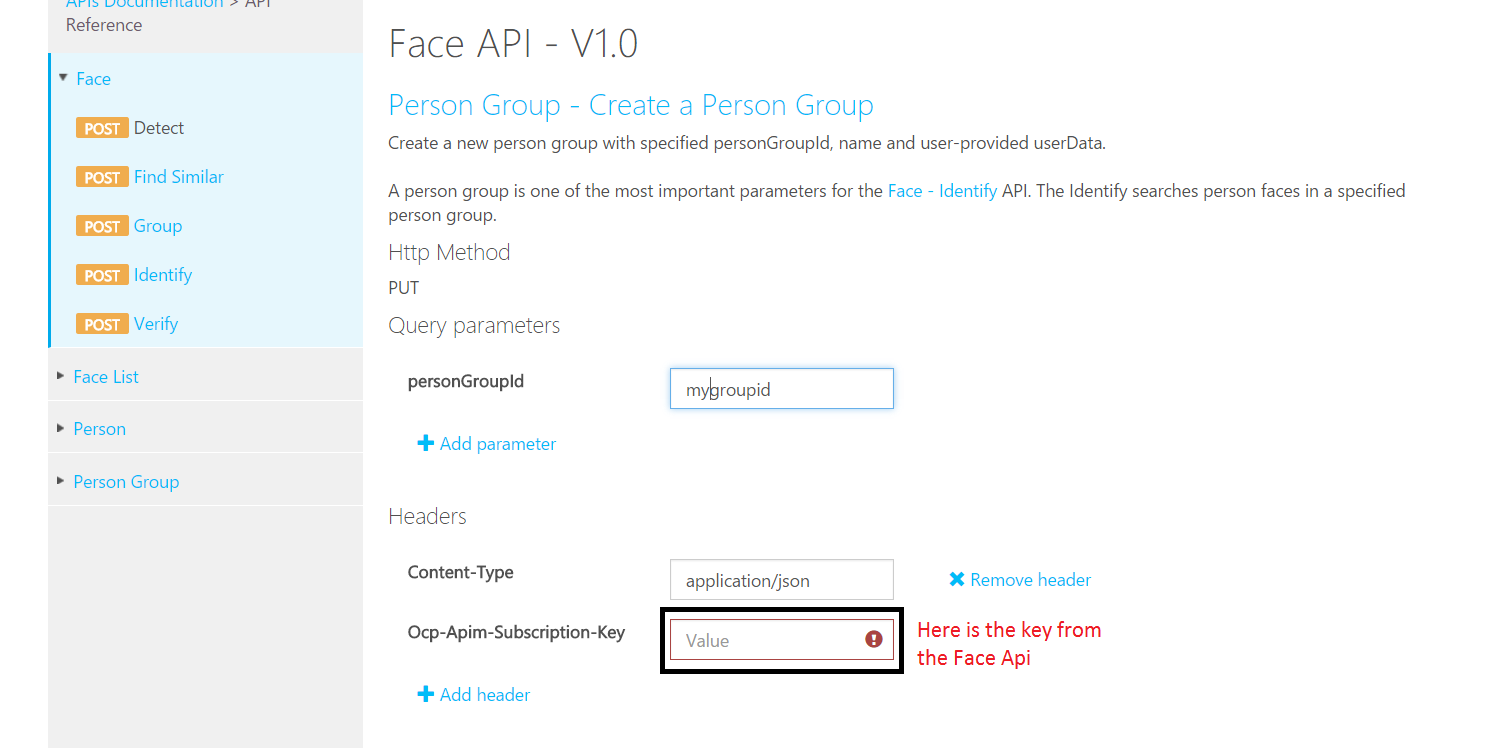 APIs Documentation > API
Reference
Face
POST Detect
POST Find Similar
POST Group
POST Identify
POST Verify
Face List
Person
Person Group
Face API - V1.0
Person Group - Create a Person Group
Create a new person group with specified personGroupId, name and user-provided userData.
A person group is one of the most important parameters for the Face - Identify API. The Identify searches person faces in a specified
person group.
Http Method
PUT
Query parameters
personGroupId
mygroupid
Add parameter
Headers
Content-Type
application/json
Remove header
Ocp-Apim-Subscription-Key
Value
Here is the key from
the Face Api
Add header